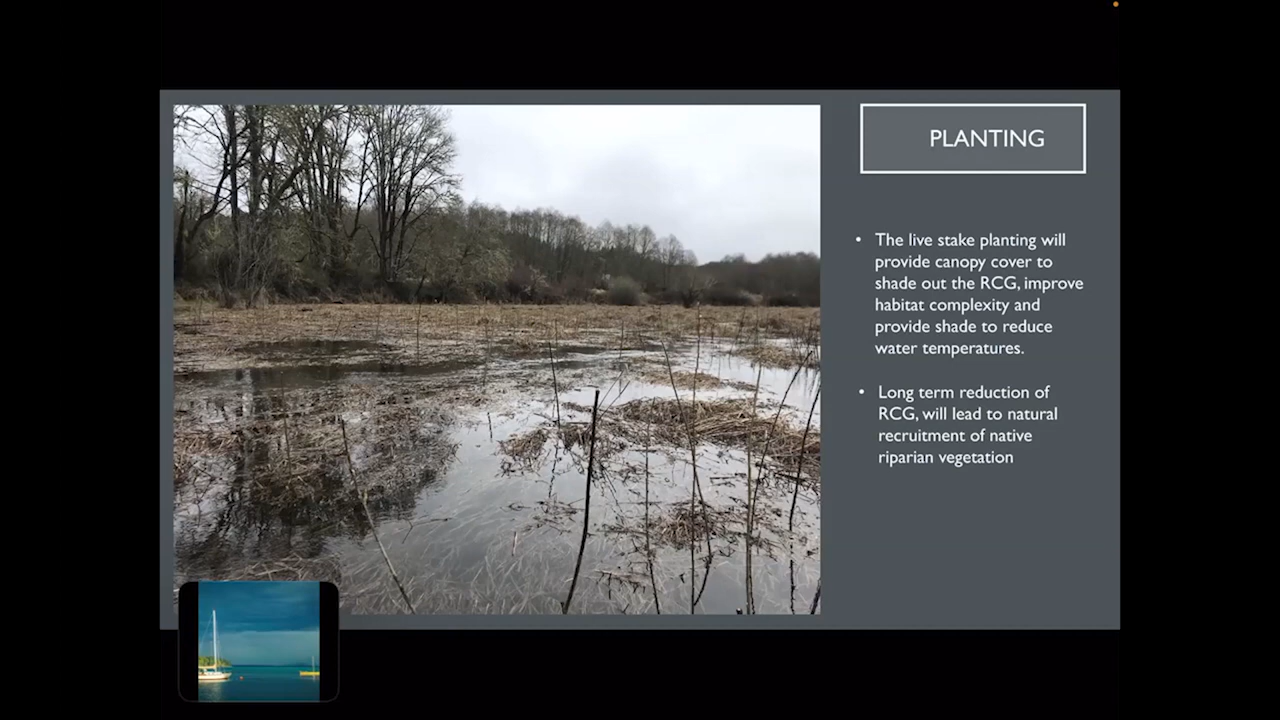 PLANTING
• The live stake planting will
provide canopy cover to
shade out the RCG, improve
habitat complexity and
provide shade to reduce
water temperatures.
• Long term reduction of
RCG, will lead to natural
recruitment of native
riparian vegetation